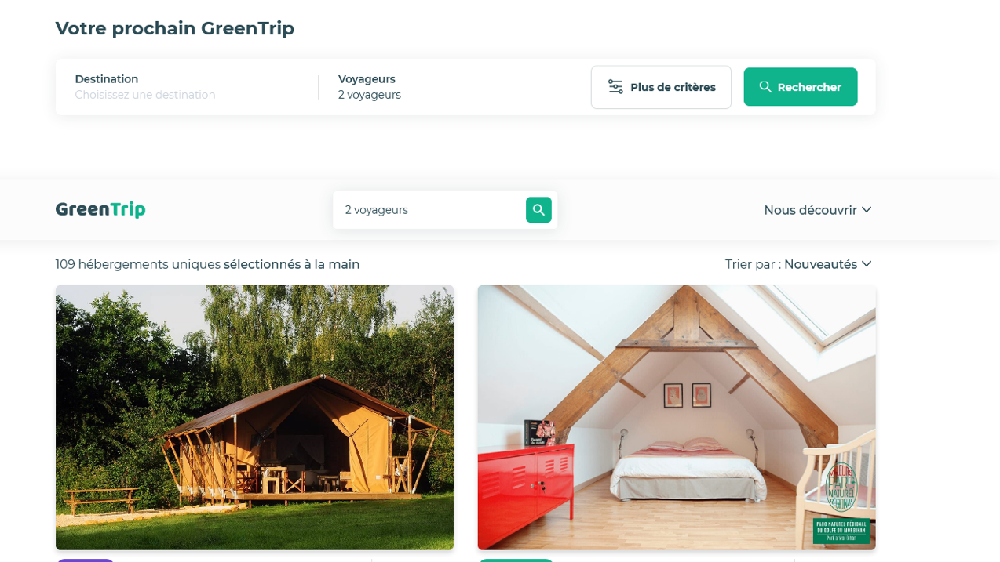 Votre prochain GreenTrip
Destination
Choisissez une destination
Voyageurs
2 voyageurs
Plus de critères
Rechercher
GreenTrip
2 voyageurs
Nous découvrir
109 hébergements uniques sélectionnés à la main
Trier par : Nouveautés
VALEURS
PARC
NATUREL
RÉGIONAL
PARC NATUREL RÉGIONAL
DU GOLFE DU MORBIHAN